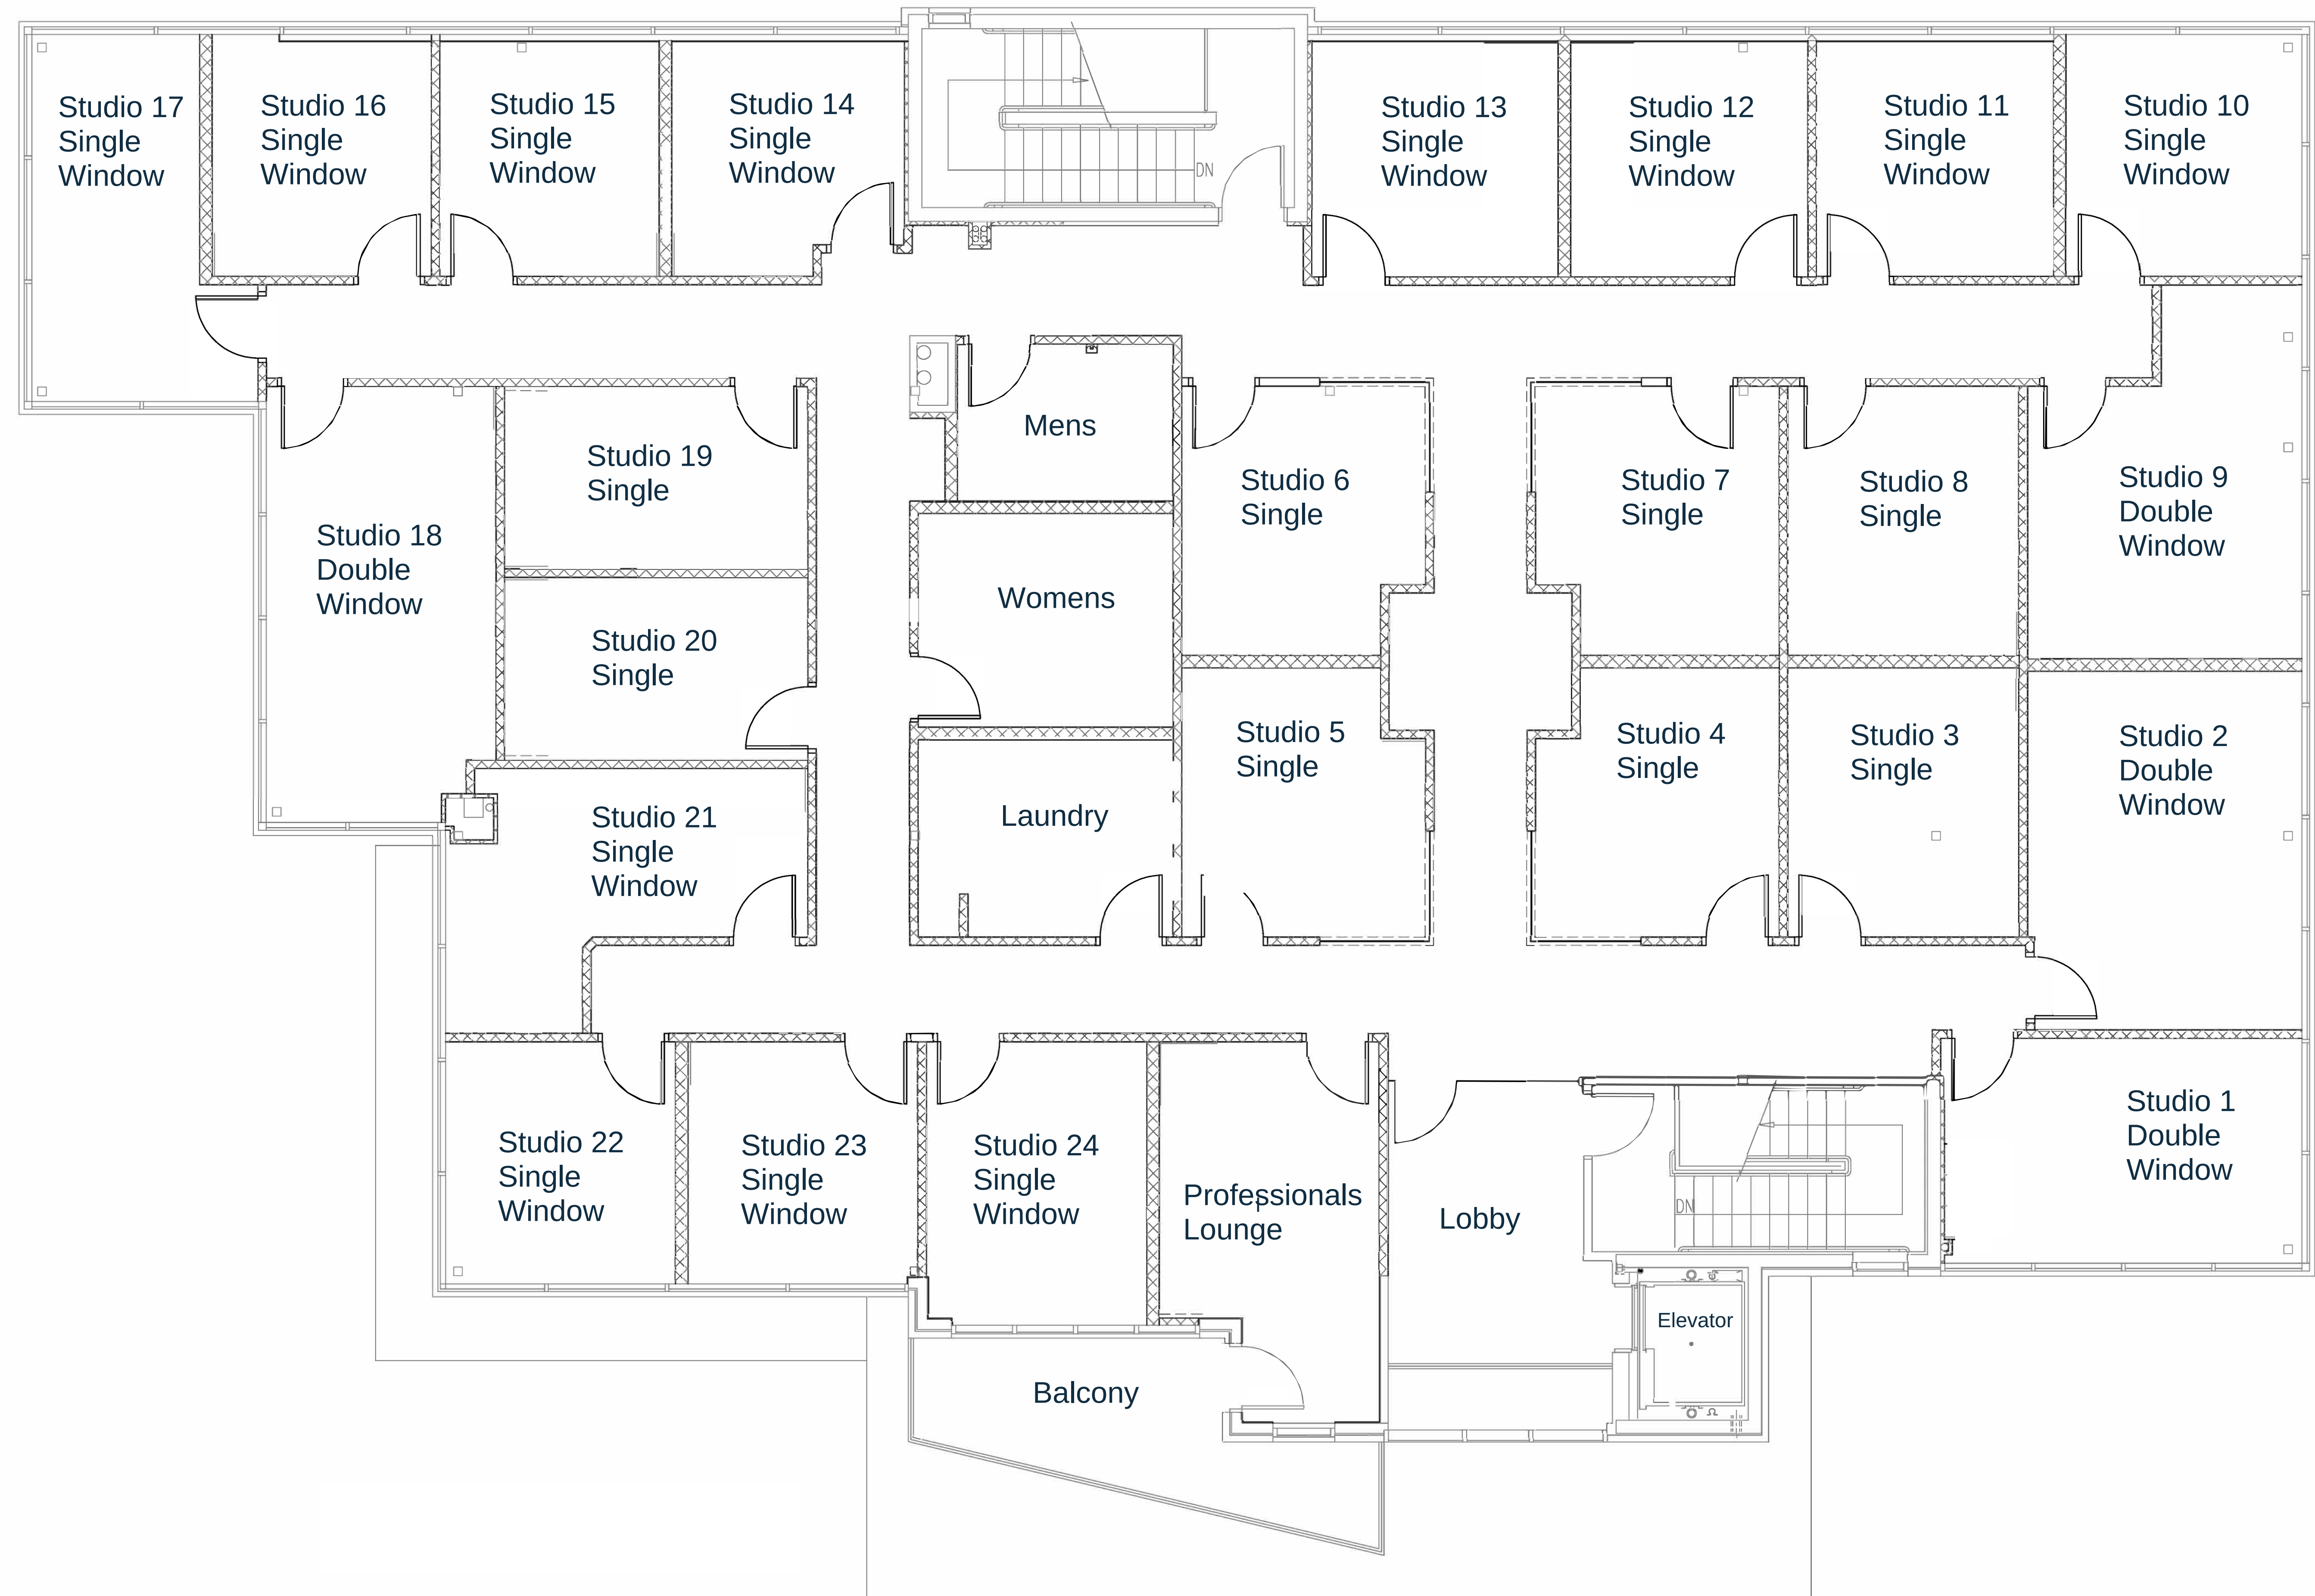 Studio 17
Single
Window
Studio 16
Single
Window
Studio 15
Single
Window
Studio 14
Single
Window
DN
Studio 13
Single
Window
Studio 12
Single
Window
Studio 11
Single
Window
Studio 10
Single
Window
Studio 18
Double
Window
Studio 19
Single
Studio 20
Single
Studio 21
Single
Window
Mens
Womens
Laundry
Studio 6
Single
Studio 5
Single
Studio 7
Single
Studio 8
Single
Studio 9
Double
Window
Studio 4
Single
Studio 3
Single
Studio 2
Double
Window
Studio 22
Single
Window
Studio 23
Single
Window
Studio 24
Single
Window
Professionals
Lounge
Lobby
DN
Studio 1
Double
Window
Elevator
Balcony